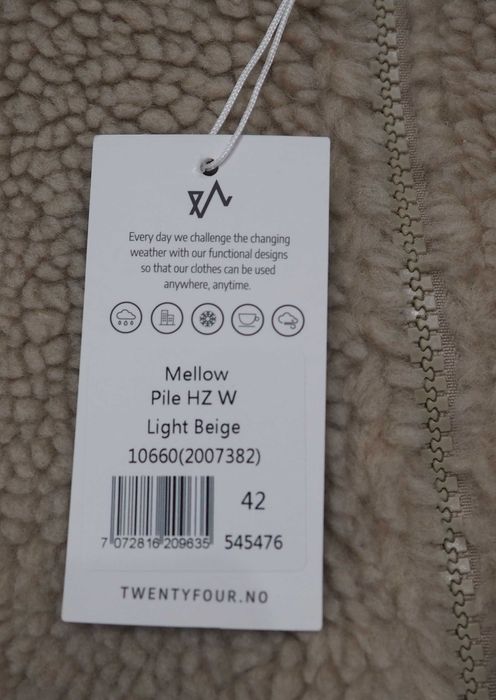 Every day we challenge the changing
weather with our functional designs
so that our clothes can be used
anywhere, anytime.
Mellow
Pile HZ W
Light Beige
10660(2007382)
42
7 072816 209635 545476
TWENTYFOUR.NO